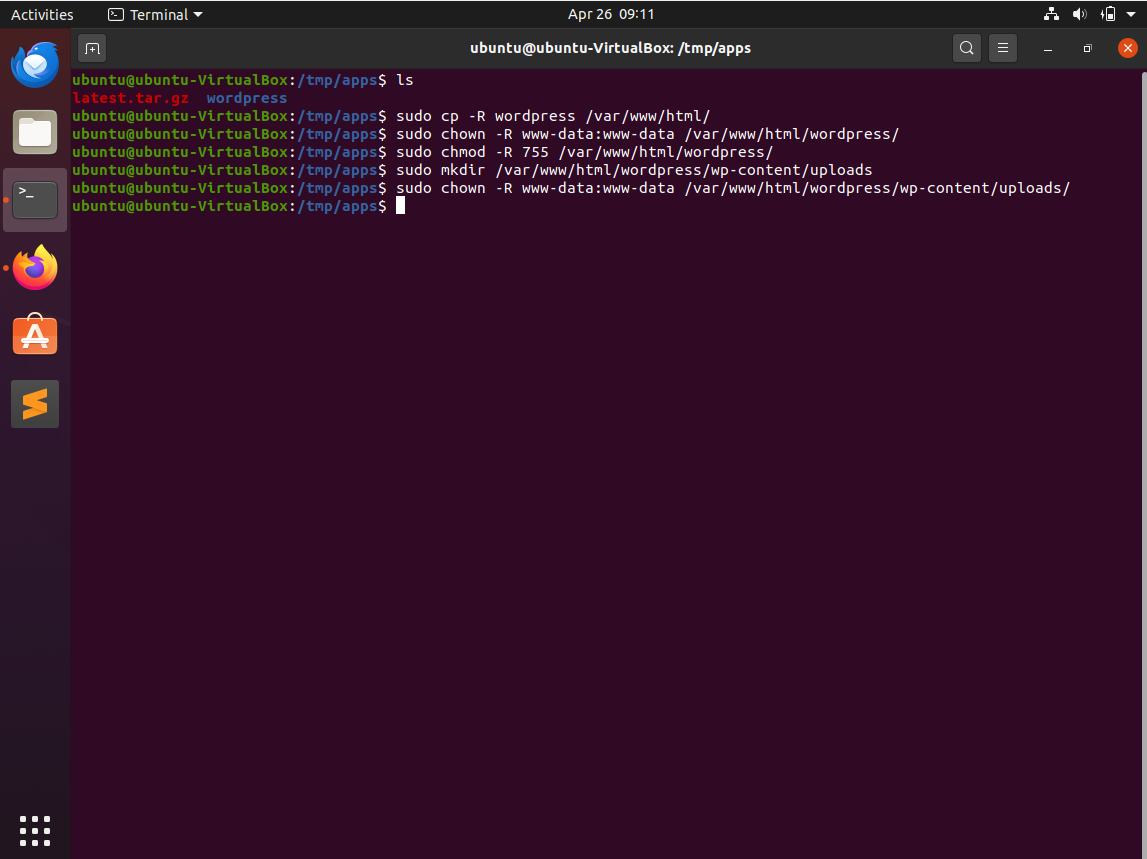 Activities Terminal Apr 26 09:11
ubuntu@ubuntu-VirtualBox: /tmp/apps
ubuntu@ubuntu-VirtualBox:/tmp/apps$ ls
latest.tar.gz wordpress
ubuntu@ubuntu-VirtualBox:/tmp/apps$ sudo cp -R wordpress /var/www/html/
ubuntu@ubuntu-VirtualBox:/tmp/apps$ sudo chown -R www-data:www-data /var/www/html/wordpress/
ubuntu@ubuntu-VirtualBox:/tmp/apps$ sudo chmod -R 755 /var/www/html/wordpress/
ubuntu@ubuntu-VirtualBox:/tmp/apps$ sudo mkdir /var/www/html/wordpress/wp-content/uploads
ubuntu@ubuntu-VirtualBox:/tmp/apps$ sudo chown -R www-data:www-data /var/www/html/wordpress/wp-content/uploads/
ubuntu@ubuntu-VirtualBox:/tmp/apps$